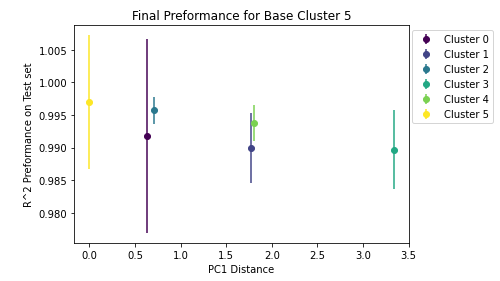 Final Preformance for Base Cluster 5
R^2 Preformance on Test set
1.005
1.000
0.995
0.990
0.985
0.980
0.0 0.5 1.0 1.5 2.0 2.5 3.0 3.5
PC1 Distance
Cluster 0
Cluster 1
Cluster 2
Cluster 3
Cluster 4
Cluster 5